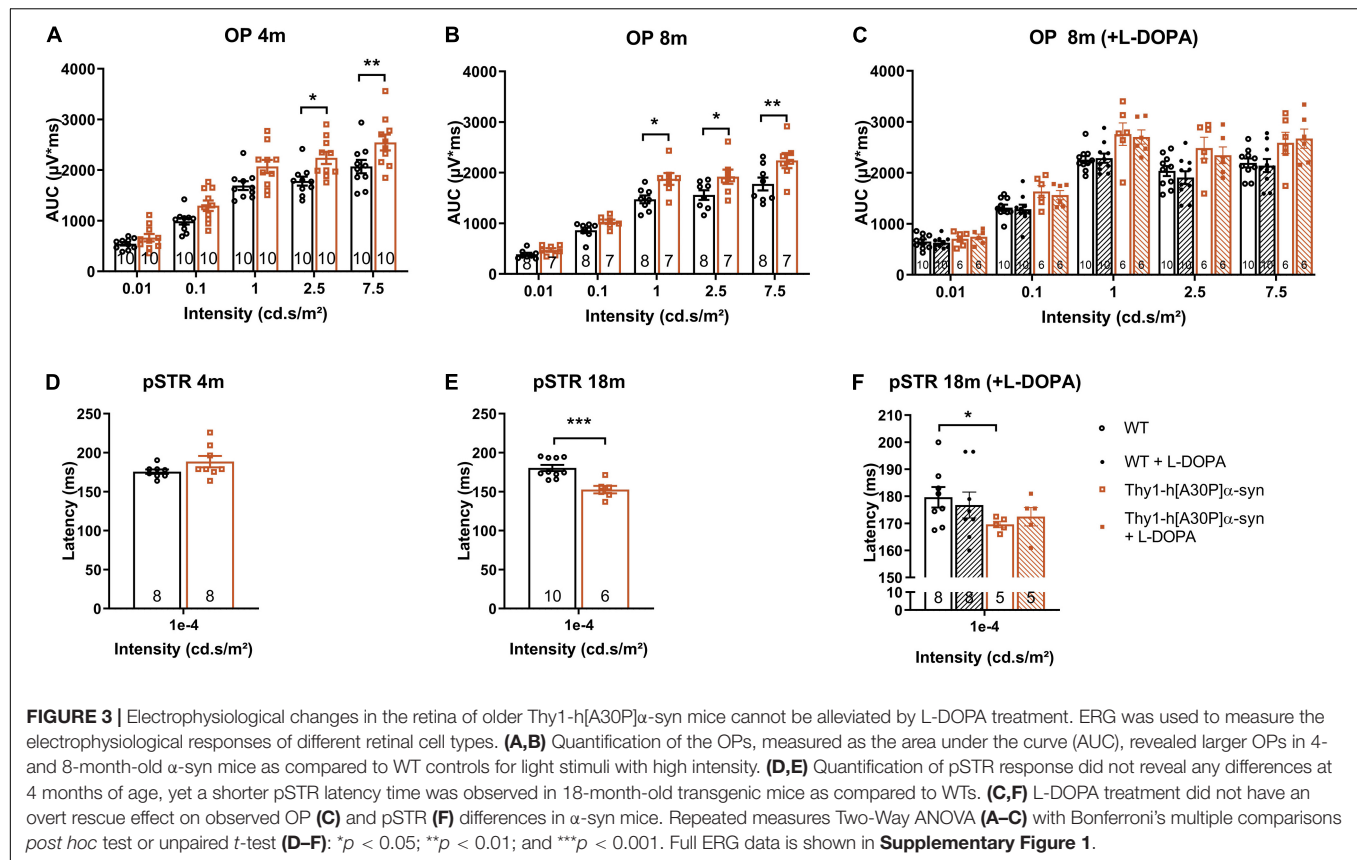 A
OP 4m
**
*
4000
3000
2000
1000
0
AUC (µV*ms)
10 10 10 10 10 10 10 10 10 10
0.01 0.1 1 2.5 7.5
Intensity (cd.s/m²)
B
OP 8m
* * **
4000
3000
2000
1000
0
AUC (µV*ms)
8 7 8 7 8 7 8 7 8 7
0.01 0.1 1 2.5 7.5
Intensity (cd.s/m²)
C
OP 8m (+L-DOPA)
4000
3000
2000
1000
0
AUC (µV*ms)
10 10 6 6 10 10 6 6 10 10 6 6 10 10 6 6 10 10 6 6
0.01 0.1 1 2.5 7.5
Intensity (cd.s/m²)
D
pSTR 4m
250
200
150
100
50
0
Latency (ms)
8 8
1e-4
Intensity (cd.s/m²)
E
pSTR 18m
***
250
200
150
100
50
0
Latency (ms)
10 6
1e-4
Intensity (cd.s/m²)
F
pSTR 18m (+L-DOPA)
*
210
200
190
180
170
160
150
10
0
Latency (ms)
8 8 5 5
1e-4
Intensity (cd.s/m²)
WT
WT + L-DOPA
Thy1-h[A30P]α-syn
Thy1-h[A30P]α-syn
+ L-DOPA
FIGURE 3 | Electrophysiological changes in the retina of older Thy1-h[A30P]α-syn mice cannot be alleviated by L-DOPA treatment. ERG was used to measure the
electrophysiological responses of different retinal cell types. (A,B) Quantification of the OPs, measured as the area under the curve (AUC), revealed larger OPs in 4-
and 8-month-old α-syn mice as compared to WT controls for light stimuli with high intensity. (D,E) Quantification of pSTR response did not reveal any differences at
4 months of age, yet a shorter pSTR latency time was observed in 18-month-old transgenic mice as compared to WTs. (C,F) L-DOPA treatment did not have an
overt rescue effect on observed OP (C) and pSTR (F) differences in α-syn mice. Repeated measures Two-Way ANOVA (A–C) with Bonferroni's multiple comparisons
post hoc test or unpaired t-test (D–F): *p < 0.05; **p < 0.01; and ***p < 0.001. Full ERG data is shown in Supplementary Figure 1.